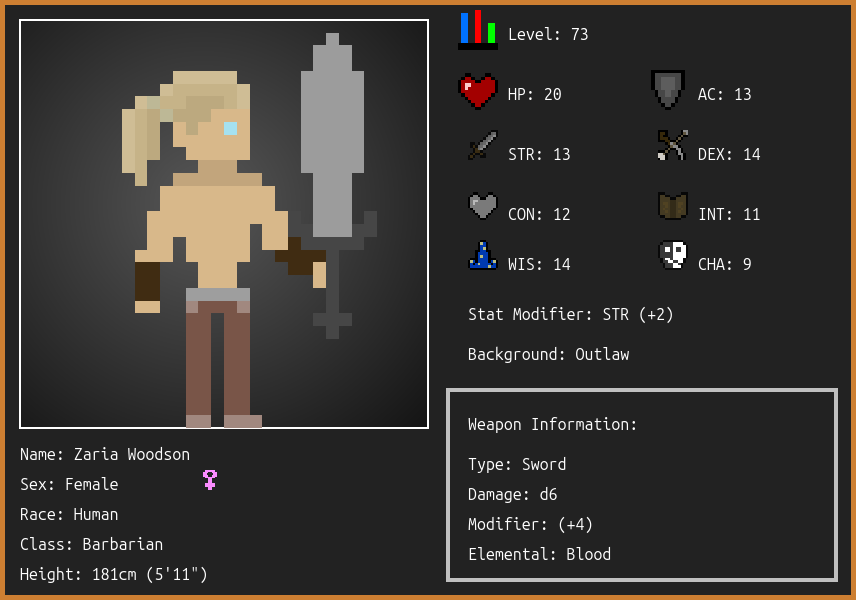 Level: 73
HP: 20
AC: 13
STR: 13
DEX: 14
CON: 12
INT: 11
WIS: 14
CHA: 9
Stat Modifier: STR (+2)
Background: Outlaw
Weapon Information:
Type: Sword
Damage: d6
Modifier: (+4)
Elemental: Blood
Name: Zaria Woodson
Sex: Female
Race: Human
Class: Barbarian
Height: 181cm (5'11")